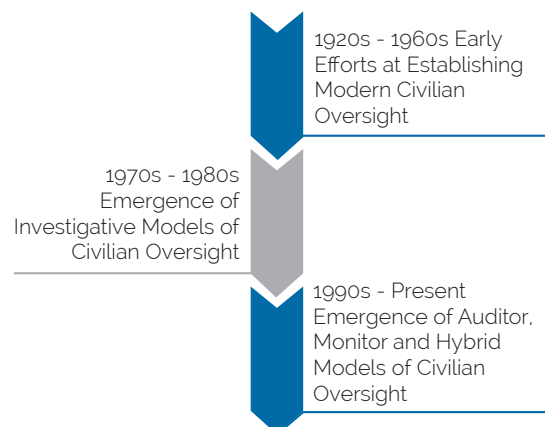 1920s - 1960s Early
Efforts at Establishing
Modern Civilian
Oversight
1970s - 1980s
Emergence of
Investigative Models of
Civilian Oversight
1990s - Present
Emergence of Auditor,
Monitor and Hybrid
Models of Civilian
Oversight